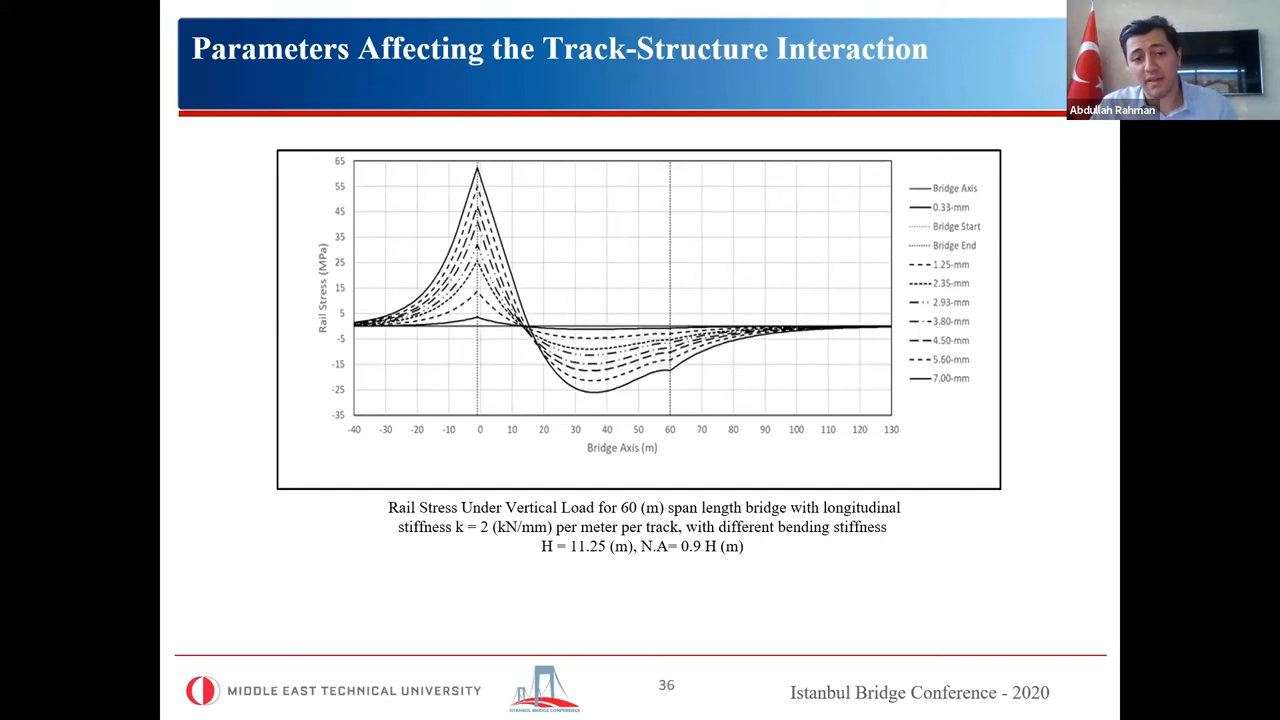 Parameters Affecting the Track-Structure Interaction
Abdullah Rahman
65
55
45
35
25
15
5
-5
-15
-25
-35
Rail Stress (MPa)
-40 -30 -20 -10 0 10 20 30 40 50 60 70 80 90 100 110 120 130
Bridge Axis (m)
Bridge Axis
0.33-mm
Bridge Start
Bridge End
1.25-mm
2.35-mm
2.93-mm
3.80-mm
4.50-mm
5.60-mm
7.00-mm
Rail Stress Under Vertical Load for 60 (m) span length bridge with longitudinal
stiffness k = 2 (kN/mm) per meter per track, with different bending stiffness
H = 11.25 (m), N.A= 0.9 H (m)
MIDDLE EAST TECHNICAL UNIVERSITY
ISTANBUL BRIDGE CONFERENCE
36
Istanbul Bridge Conference - 2020